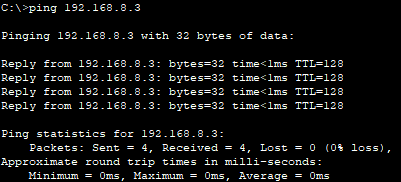 C:\>ping 192.168.8.3
Pinging 192.168.8.3 with 32 bytes of data:
Reply from 192.168.8.3: bytes=32 time<1ms TTL=128
Reply from 192.168.8.3: bytes=32 time<1ms TTL=128
Reply from 192.168.8.3: bytes=32 time<1ms TTL=128
Reply from 192.168.8.3: bytes=32 time<1ms TTL=128
Ping statistics for 192.168.8.3:
Packets: Sent = 4, Received = 4, Lost = 0 (0% loss),
Approximate round trip times in milli-seconds:
Minimum = 0ms, Maximum = 0ms, Average = 0ms